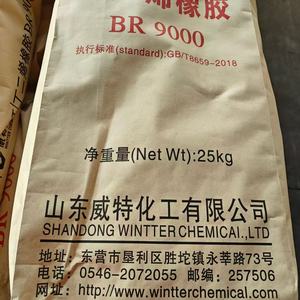 烯橡胶
BR 9000
执行标准(standard):GB/T8659-2018
净重量(Net Wt):25kg
山东威特化工有限公司
SHANDONG WINTTER CHEMICAL.,LTD
地址: 东营市垦利区胜坨镇永莘路73号
电话: 0546-2072055 邮编: 257506
网址: http://www.wintterchemical.com
BR 9000